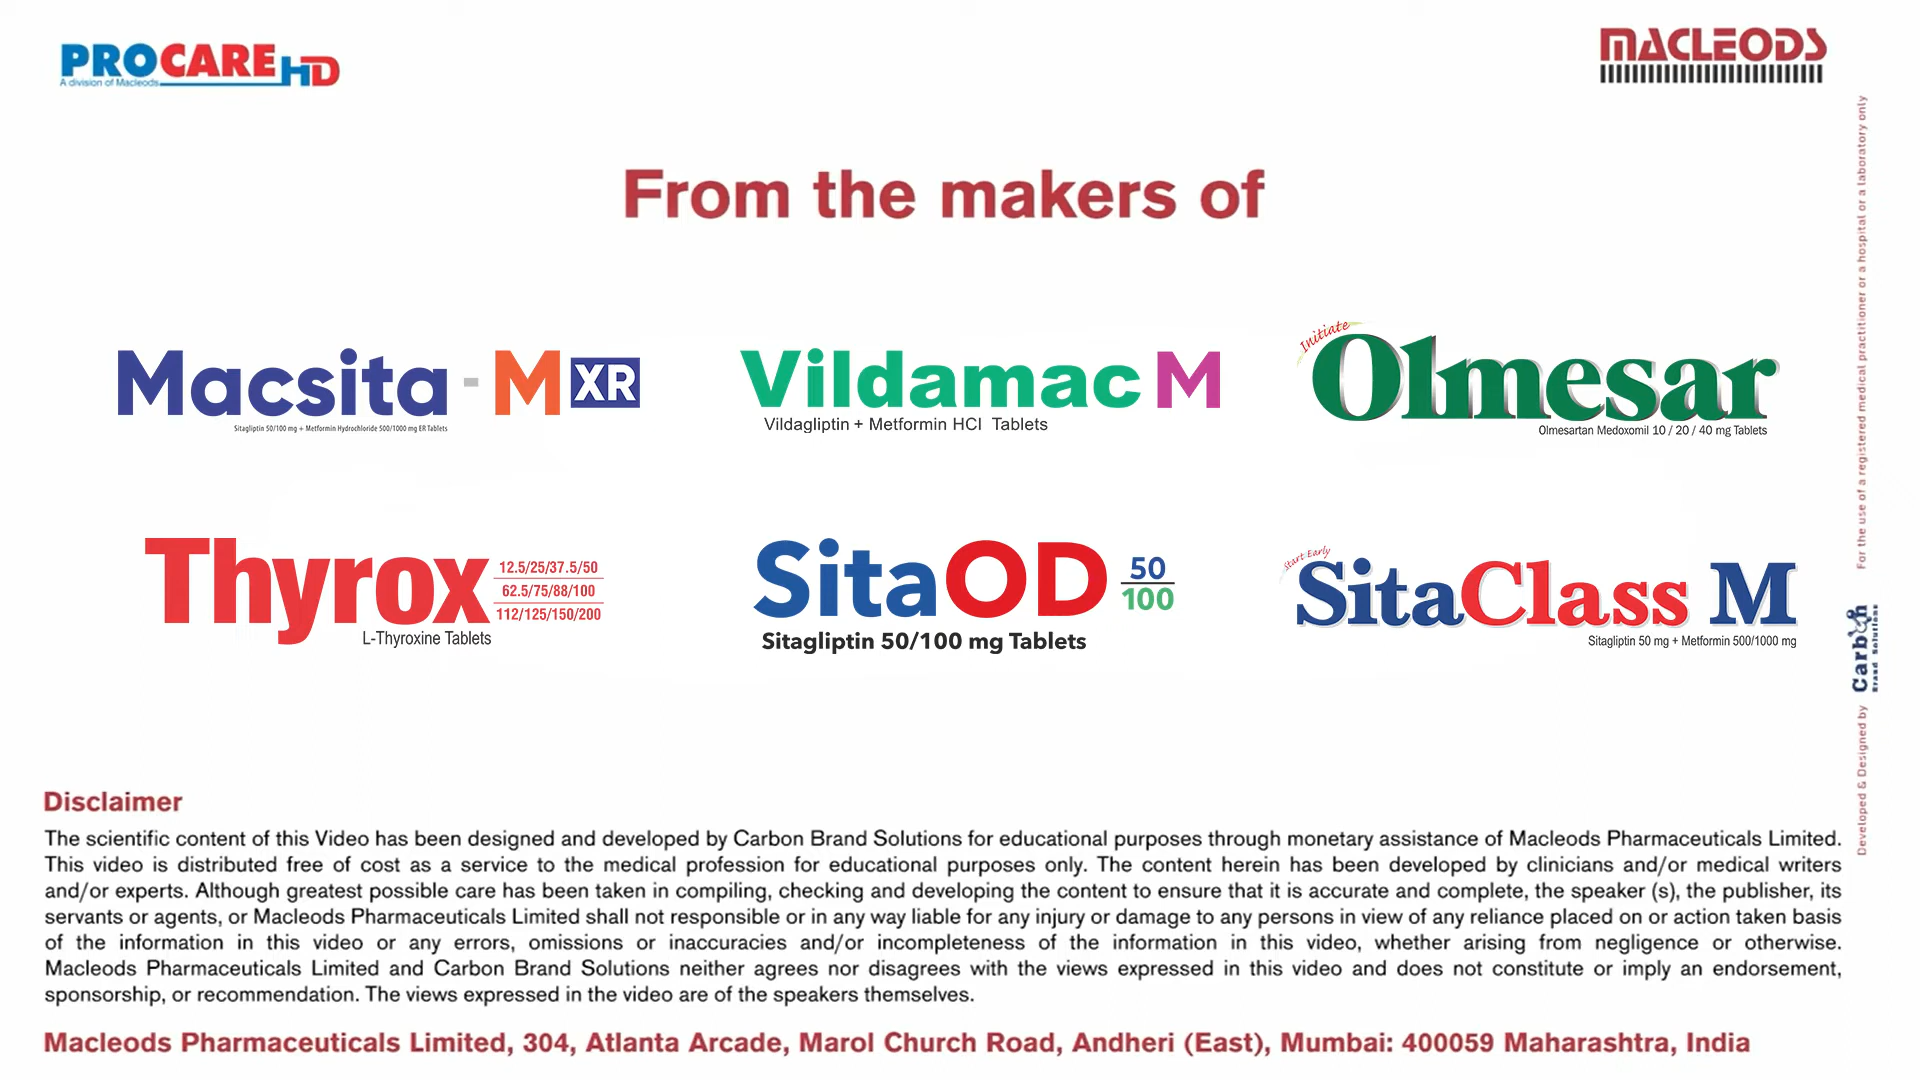 PROCARE HD
A division of Macleods
MACLEODS
From the makers of
Macsita - M XR
Sitagliptin 50/100 mg + Metformin Hydrochloride 500/1000 mg ER Tablets
Vildamac M
Vildagliptin + Metformin HCl Tablets
Initiate
Olmesar
Olmesartan Medoxomil 10 / 20 / 40 mg Tablets
Thyrox
12.5/25/37.5/50
62.5/75/88/100
112/125/150/200
L-Thyroxine Tablets
SitaOD
50
100
Sitagliptin 50/100 mg Tablets
Start Early
SitaClass M
Sitagliptin 50 mg + Metformin 500/1000 mg
For the use of a registered medical practitioner or a hospital or a laboratory only
Carbon
Brand Solutions
Developed & Designed by
Disclaimer
The scientific content of this Video has been designed and developed by Carbon Brand Solutions for educational purposes through monetary assistance of Macleods Pharmaceuticals Limited.
This video is distributed free of cost as a service to the medical profession for educational purposes only. The content herein has been developed by clinicians and/or medical writers
and/or experts. Although greatest possible care has been taken in compiling, checking and developing the content to ensure that it is accurate and complete, the speaker (s), the publisher, its
servants or agents, or Macleods Pharmaceuticals Limited shall not responsible or in any way liable for any injury or damage to any persons in view of any reliance placed on or action taken basis
of the information in this video or any errors, omissions or inaccuracies and/or incompleteness of the information in this video, whether arising from negligence or otherwise.
Macleods Pharmaceuticals Limited and Carbon Brand Solutions neither agrees nor disagrees with the views expressed in this video and does not constitute or imply an endorsement,
sponsorship, or recommendation. The views expressed in the video are of the speakers themselves.
Macleods Pharmaceuticals Limited, 304, Atlanta Arcade, Marol Church Road, Andheri (East), Mumbai: 400059 Maharashtra, India